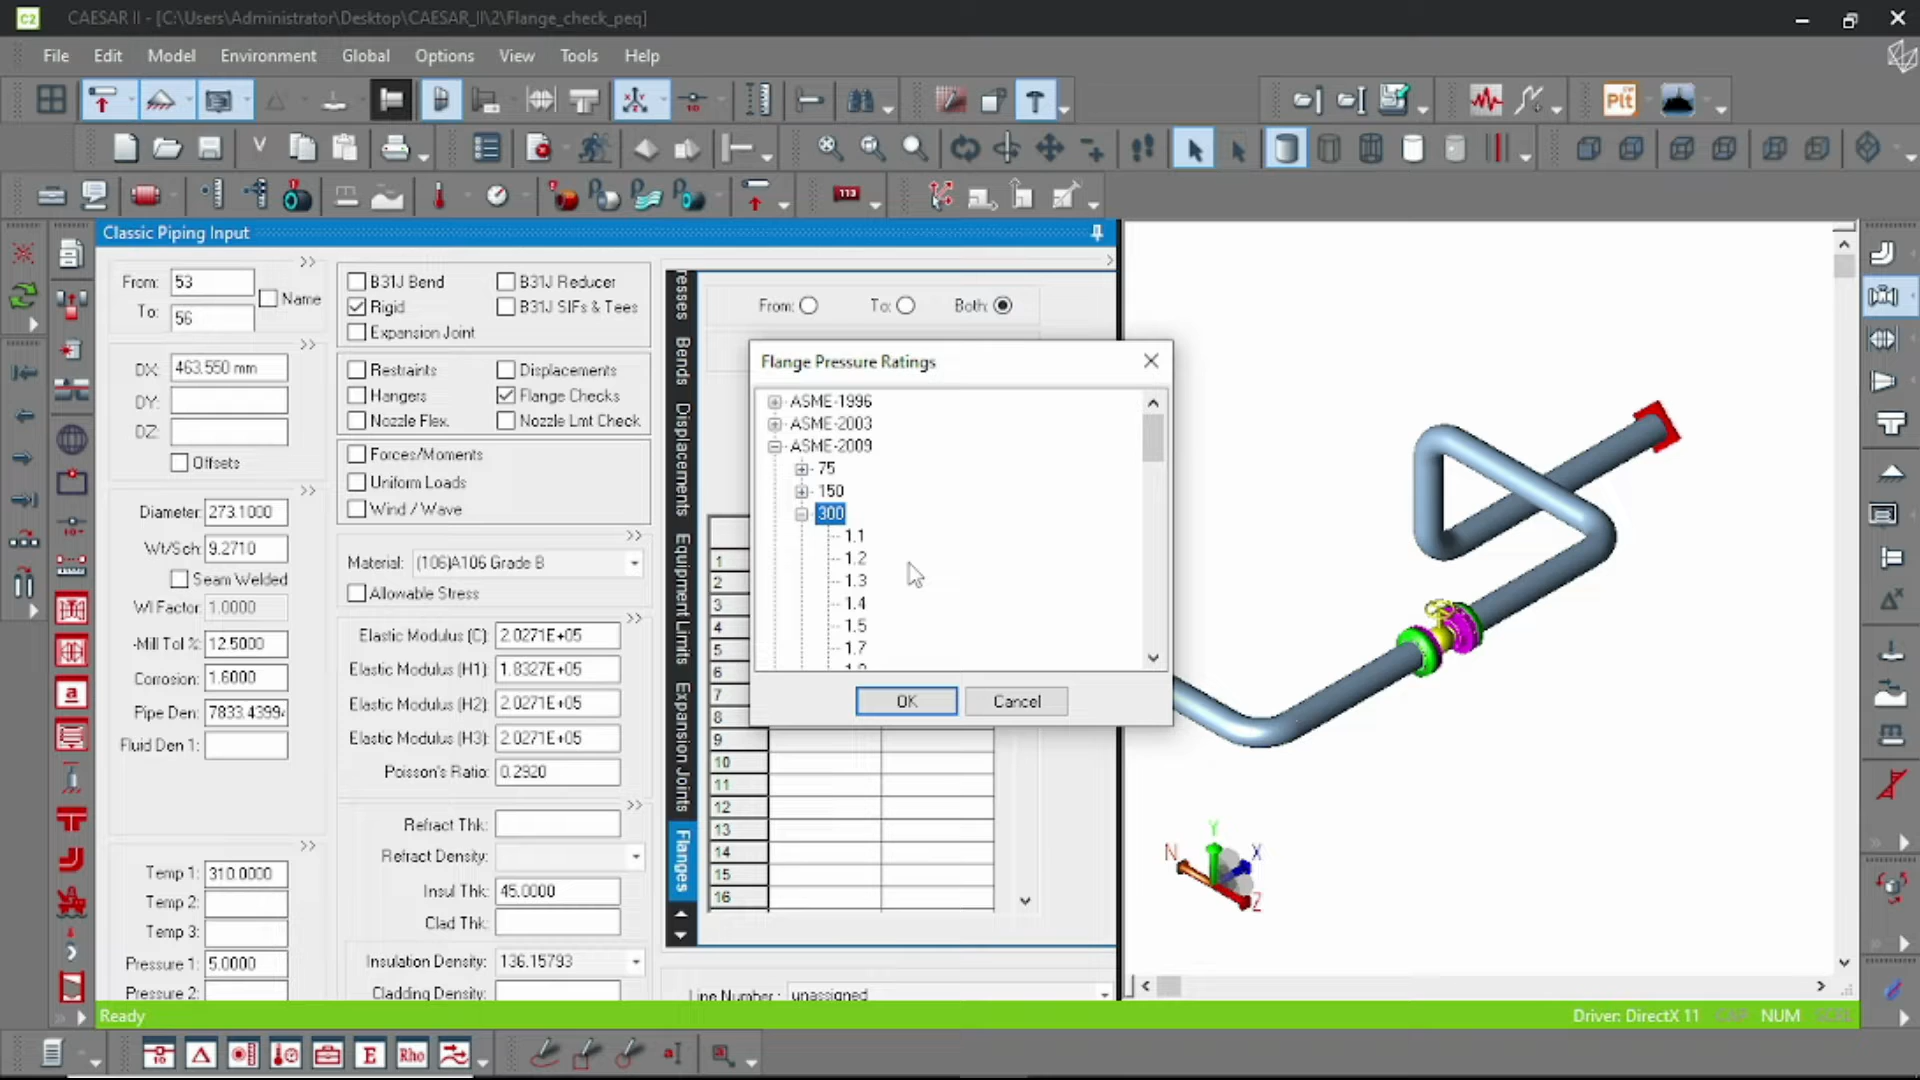 CAESAR II - [C:\Users\Administrator\Desktop\CAESAR_II\2\Flange_check_peq]
File Edit Model Environment Global Options View Tools Help
Classic Piping Input
From: 53
Name
To: 56
DX: 463.550 mm
DY:
DZ:
Offsets
Diameter: 273.1000
Wt/Sch: 9.2710
Seam Welded
Wl Factor: 1.0000
-Mill Tol %: 12.5000
Corrosion: 1.6000
Pipe Den: 7833.4399
Fluid Den 1:
Temp 1: 310.0000
Temp 2:
Temp 3:
Pressure 1: 5.0000
Pressure 2:
B31J Bend
B31J Reducer
Rigid
B31J SIFs & Tees
Expansion Joint
Restraints
Displacements
Hangers
Flange Checks
Nozzle Flex.
Nozzle Lmt Check
Forces/Moments
Uniform Loads
Wind / Wave
Material: (106)A106 Grade B
Allowable Stress
Elastic Modulus (C): 2.0271E+05
Elastic Modulus (H1): 1.8327E+05
Elastic Modulus (H2): 2.0271E+05
Elastic Modulus (H3): 2.0271E+05
Poisson's Ratio: 0.2920
Refract Thk:
Refract Density:
Insul Thk: 45.0000
Clad Thk:
Insulation Density: 136.15793
Cladding Density:
resses
Bends
Displacements
Equipment Limits
Expansion Joints
Flanges
From:
To:
Both:
Flange Pressure Ratings
ASME-1996
ASME-2003
ASME-2009
75
150
300
1.1
1.2
1.3
1.4
1.5
1.7
OK
Cancel
1
2
3
4
5
6
7
8
9
10
11
12
13
14
15
16
Line Number: unassigned
Y
N
X
Z
Ready
Driver: DirectX 11
CAP
NUM
SCRL
Plt
113
a
E
Rho